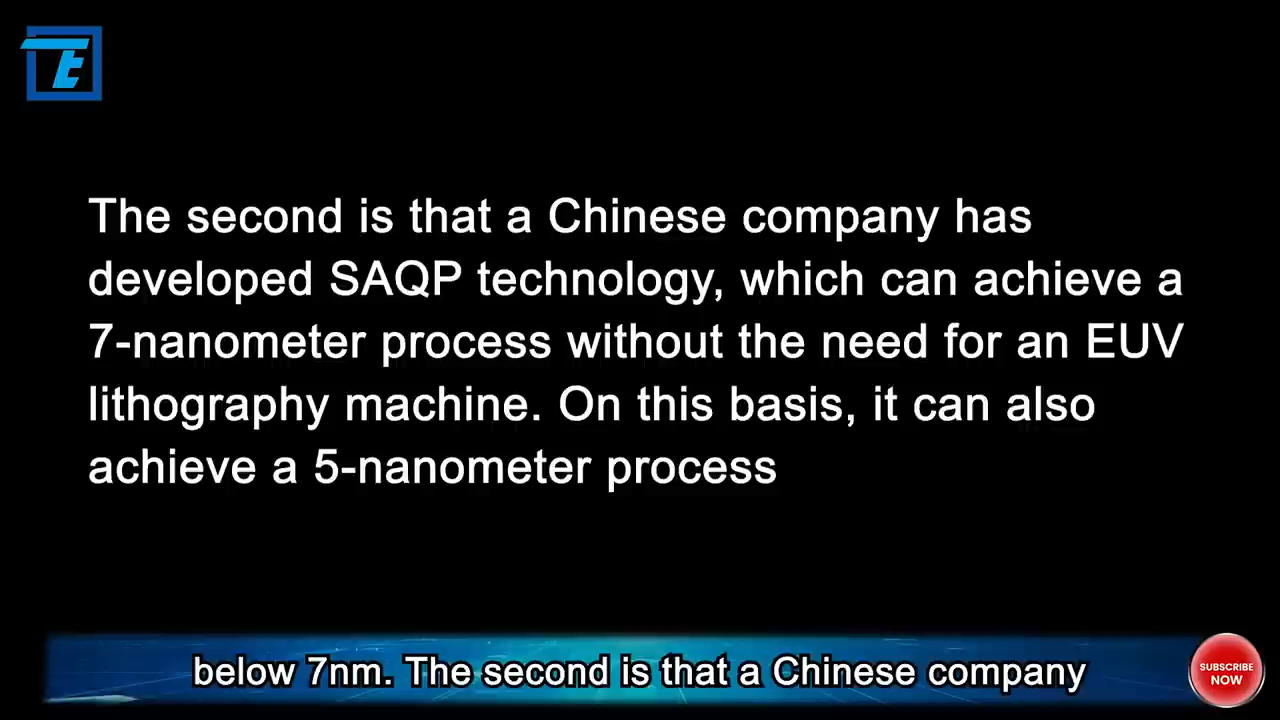 TE
The second is that a Chinese company has
developed SAQP technology, which can achieve a
7-nanometer process without the need for an EUV
lithography machine. On this basis, it can also
achieve a 5-nanometer process
below 7nm. The second is that a Chinese company
SUBSCRIBE
NOW